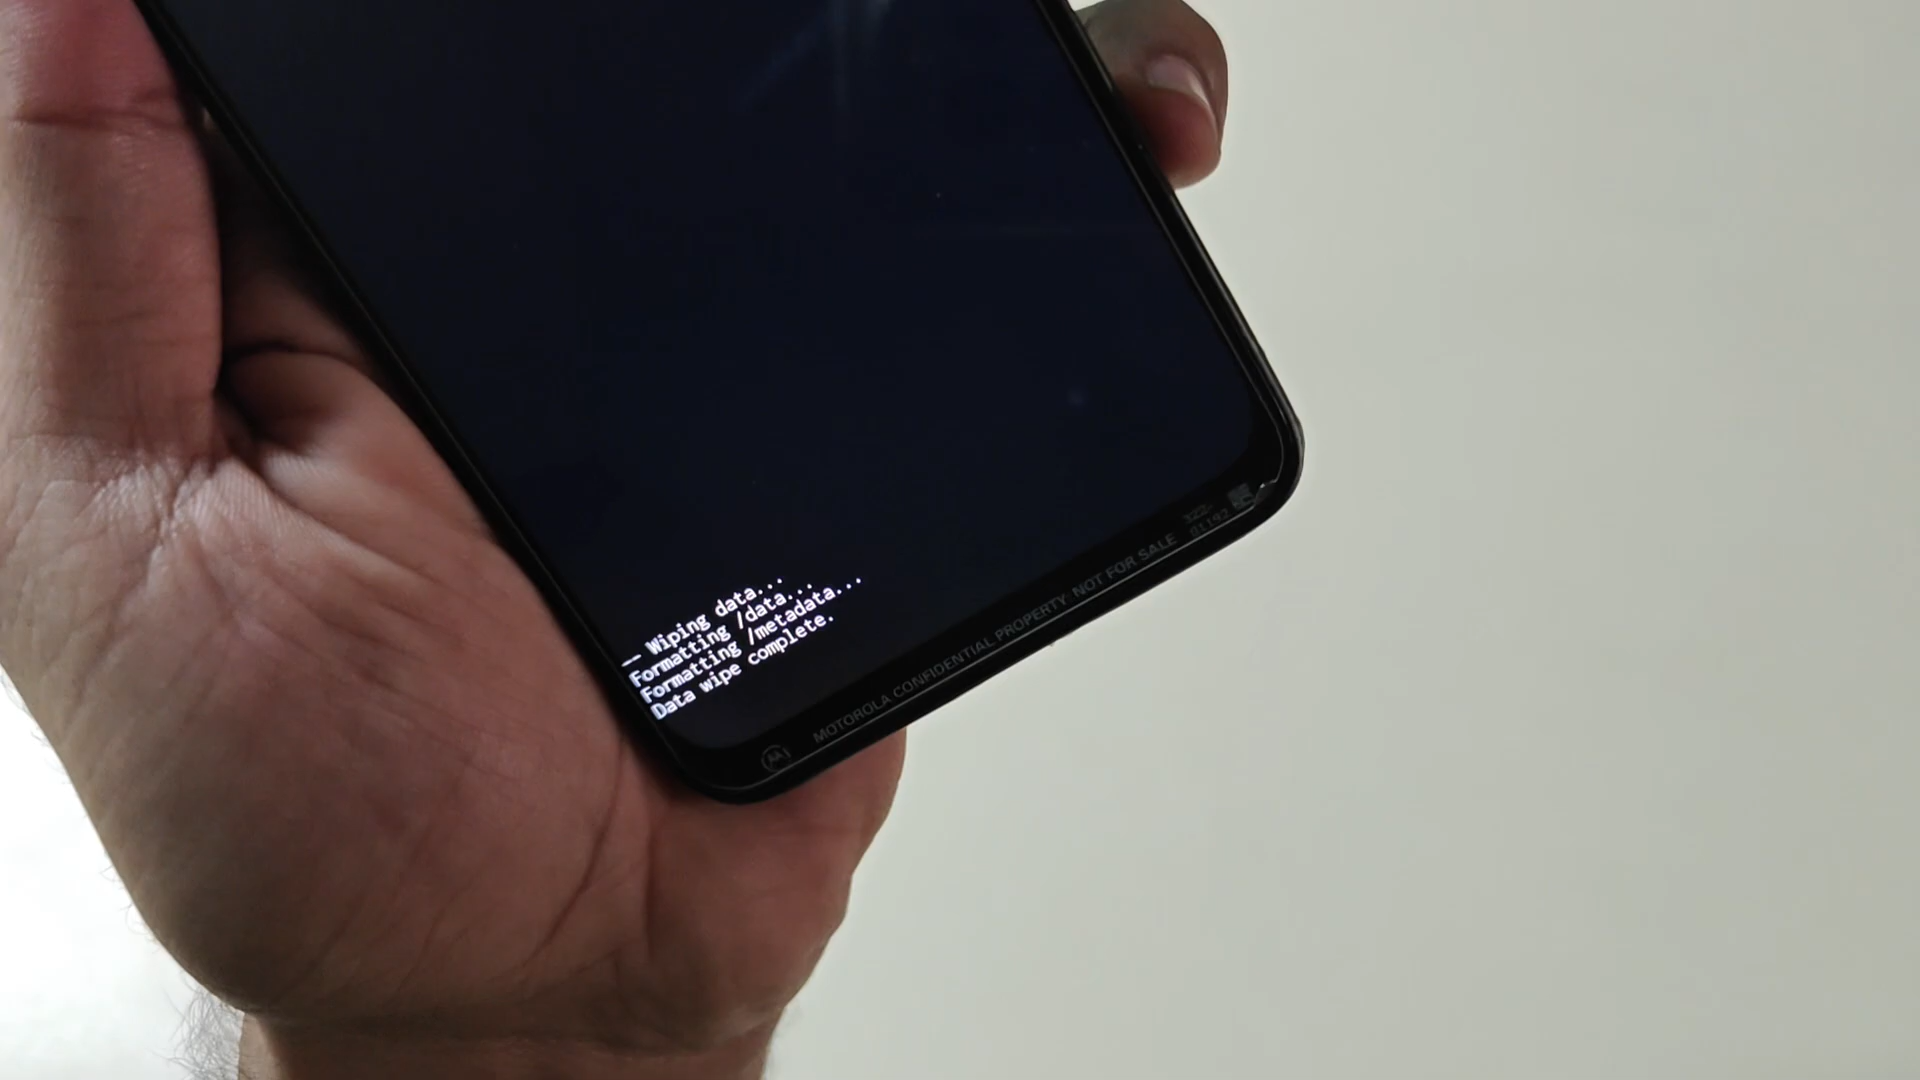 -- Wiping data...
Formatting /data...
Formatting /metadata...
Data wipe complete.
MOTOROLA CONFIDENTIAL PROPERTY NOT FOR SALE